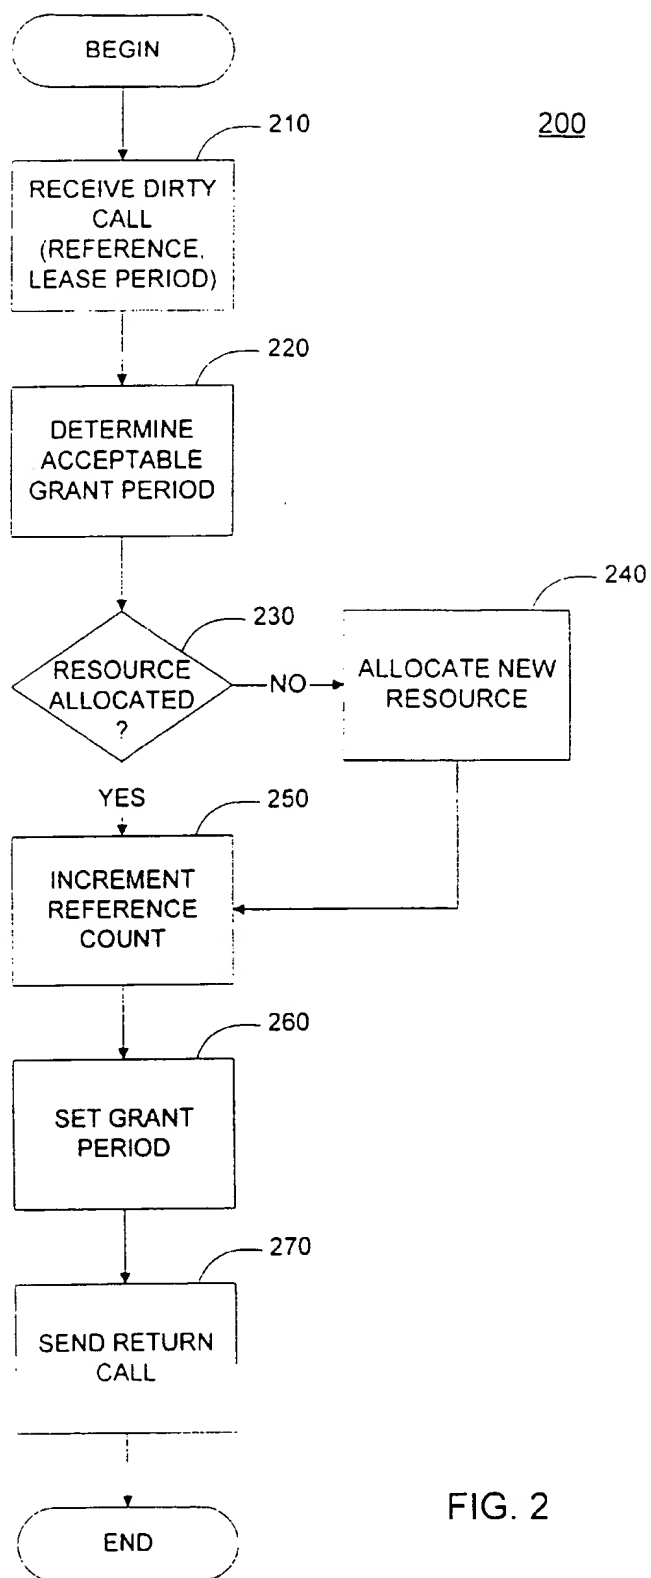 BEGIN
210
200
RECEIVE DIRTY
CALL
(REFERENCE,
LEASE PERIOD)
220
DETERMINE
ACCEPTABLE
GRANT PERIOD
230
240
RESOURCE
ALLOCATED
?
NO
ALLOCATE NEW
RESOURCE
YES
250
INCREMENT
REFERENCE
COUNT
260
SET GRANT
PERIOD
270
SEND RETURN
CALL
FIG. 2
END